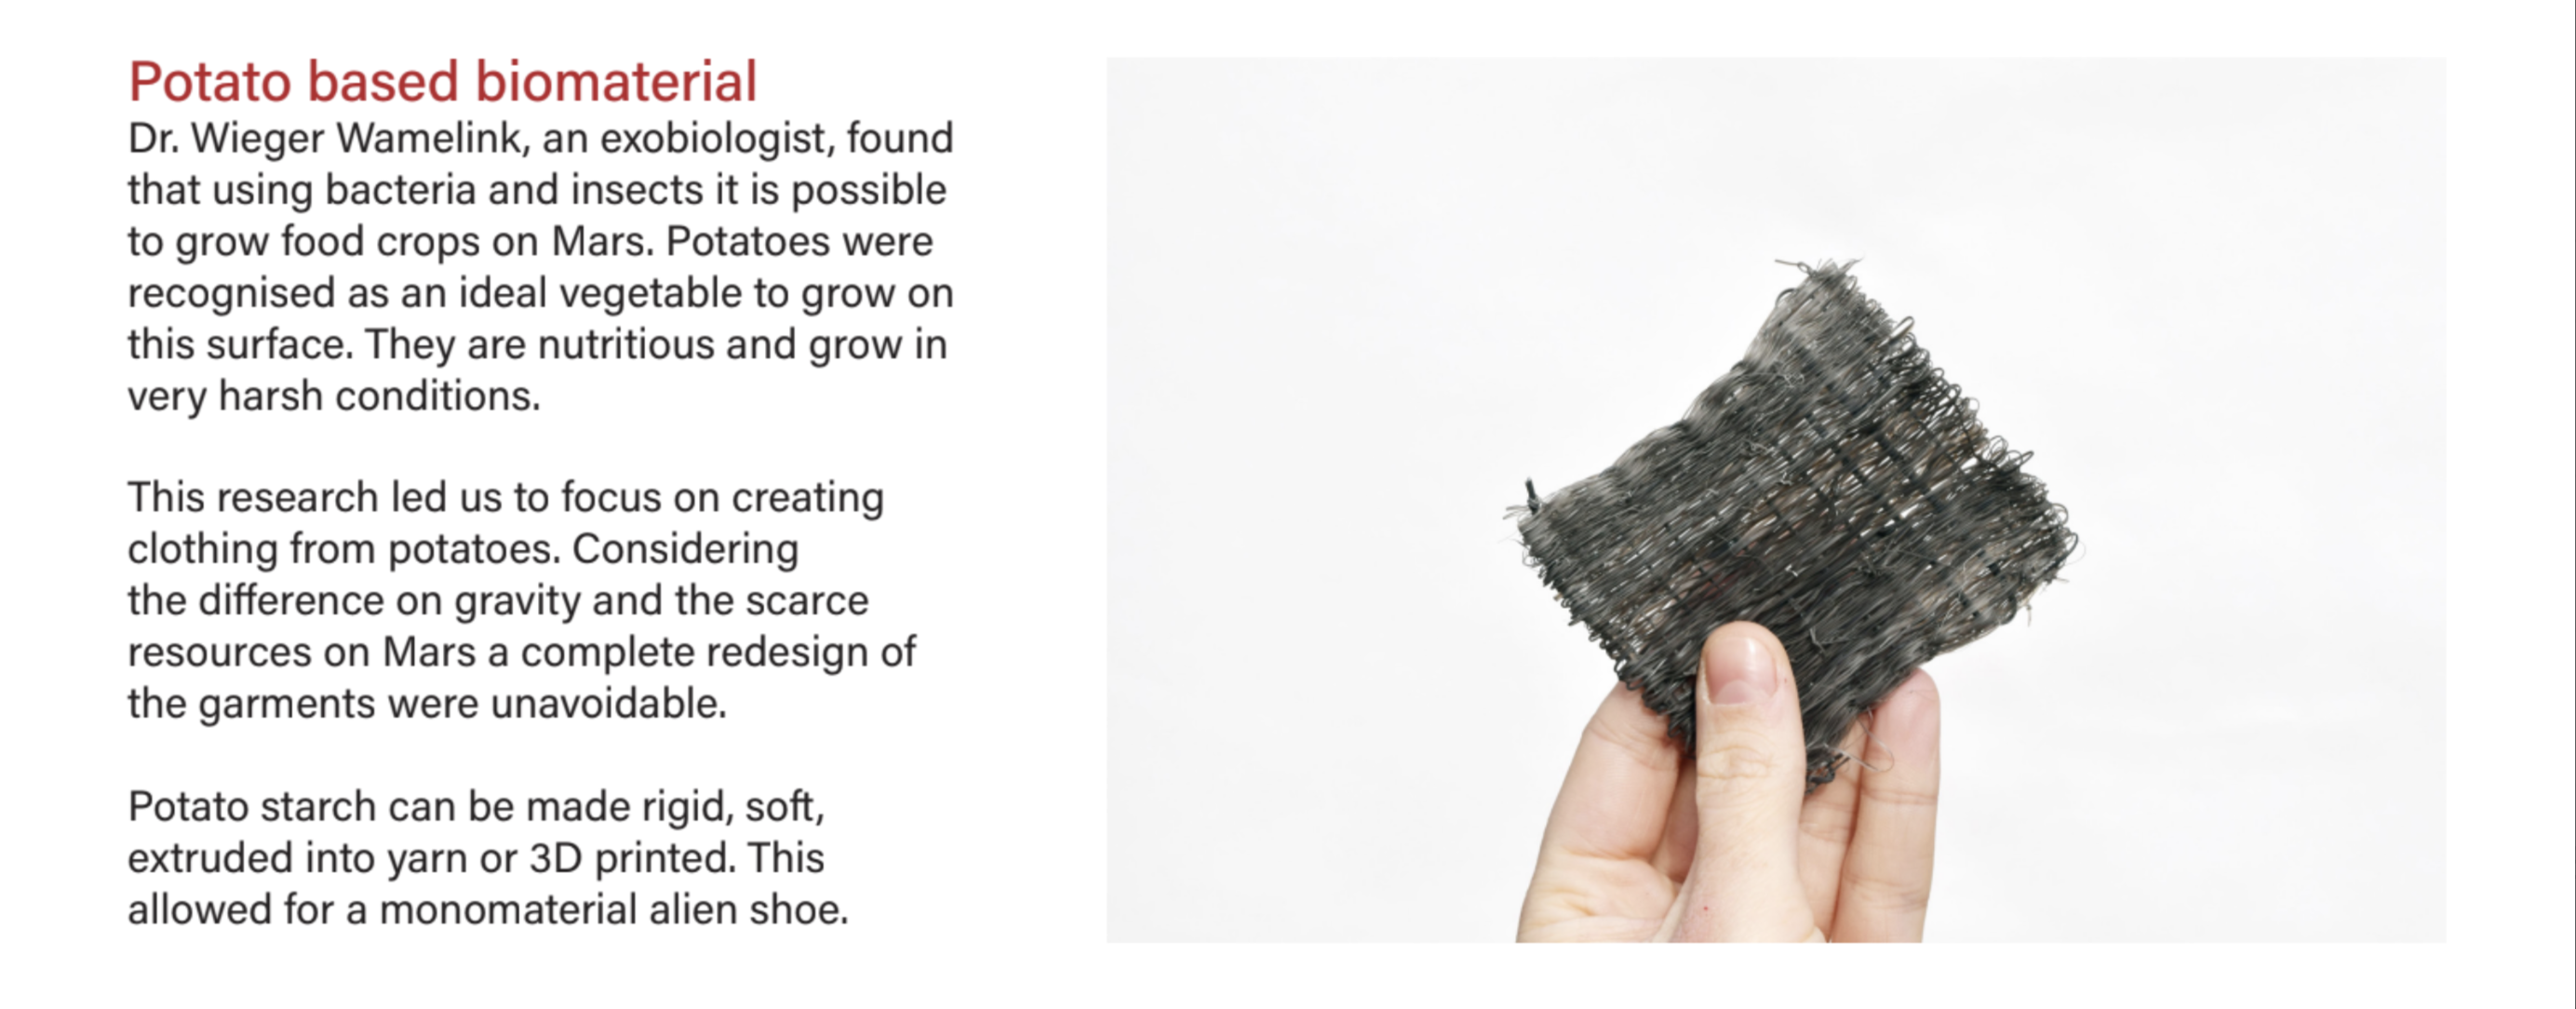 Potato based biomaterial
Dr. Wieger Wamelink, an exobiologist, found
that using bacteria and insects it is possible
to grow food crops on Mars. Potatoes were
recognised as an ideal vegetable to grow on
this surface. They are nutritious and grow in
very harsh conditions.
This research led us to focus on creating
clothing from potatoes. Considering
the difference on gravity and the scarce
resources on Mars a complete redesign of
the garments were unavoidable.
Potato starch can be made rigid, soft,
extruded into yarn or 3D printed. This
allowed for a monomaterial alien shoe.